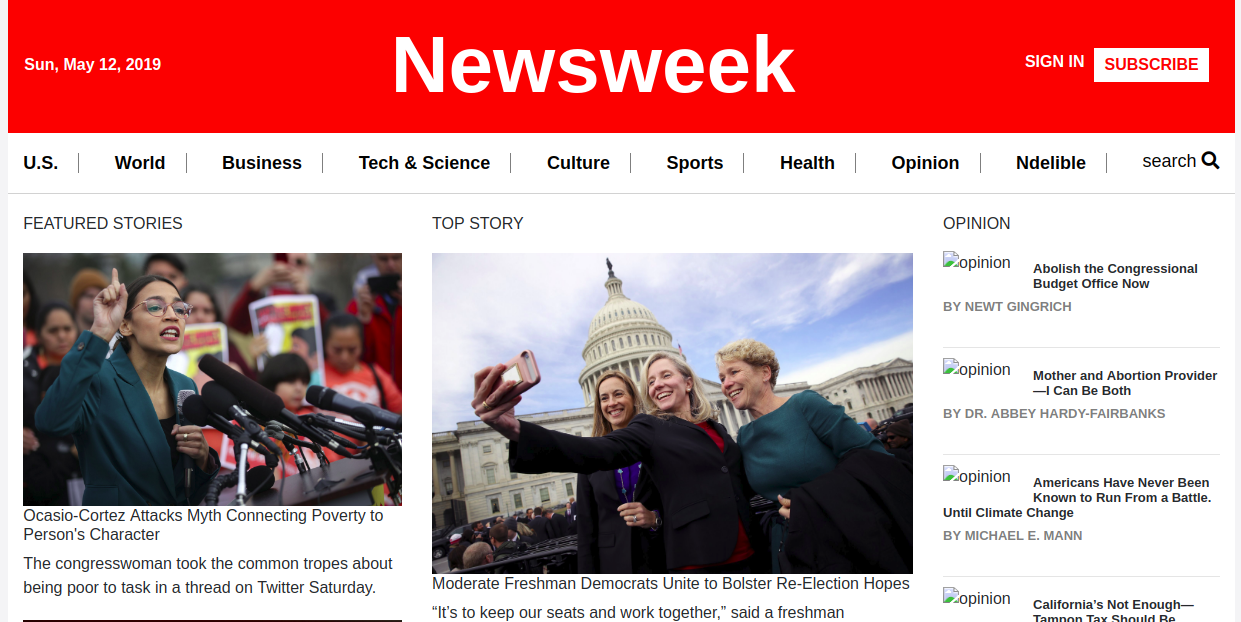 Sun, May 12, 2019
Newsweek
SIGN IN
SUBSCRIBE
U.S.
World
Business
Tech & Science
Culture
Sports
Health
Opinion
Ndelible
search
FEATURED STORIES
Ocasio-Cortez Attacks Myth Connecting Poverty to
Person's Character
The congresswoman took the common tropes about
being poor to task in a thread on Twitter Saturday.
TOP STORY
Moderate Freshman Democrats Unite to Bolster Re-Election Hopes
“It’s to keep our seats and work together,” said a freshman
OPINION
opinion
Abolish the Congressional
Budget Office Now
BY NEWT GINGRICH
opinion
Mother and Abortion Provider
—I Can Be Both
BY DR. ABBEY HARDY-FAIRBANKS
opinion
Americans Have Never Been
Known to Run From a Battle.
Until Climate Change
BY MICHAEL E. MANN
opinion
California’s Not Enough—
Tampon Tax Should Be